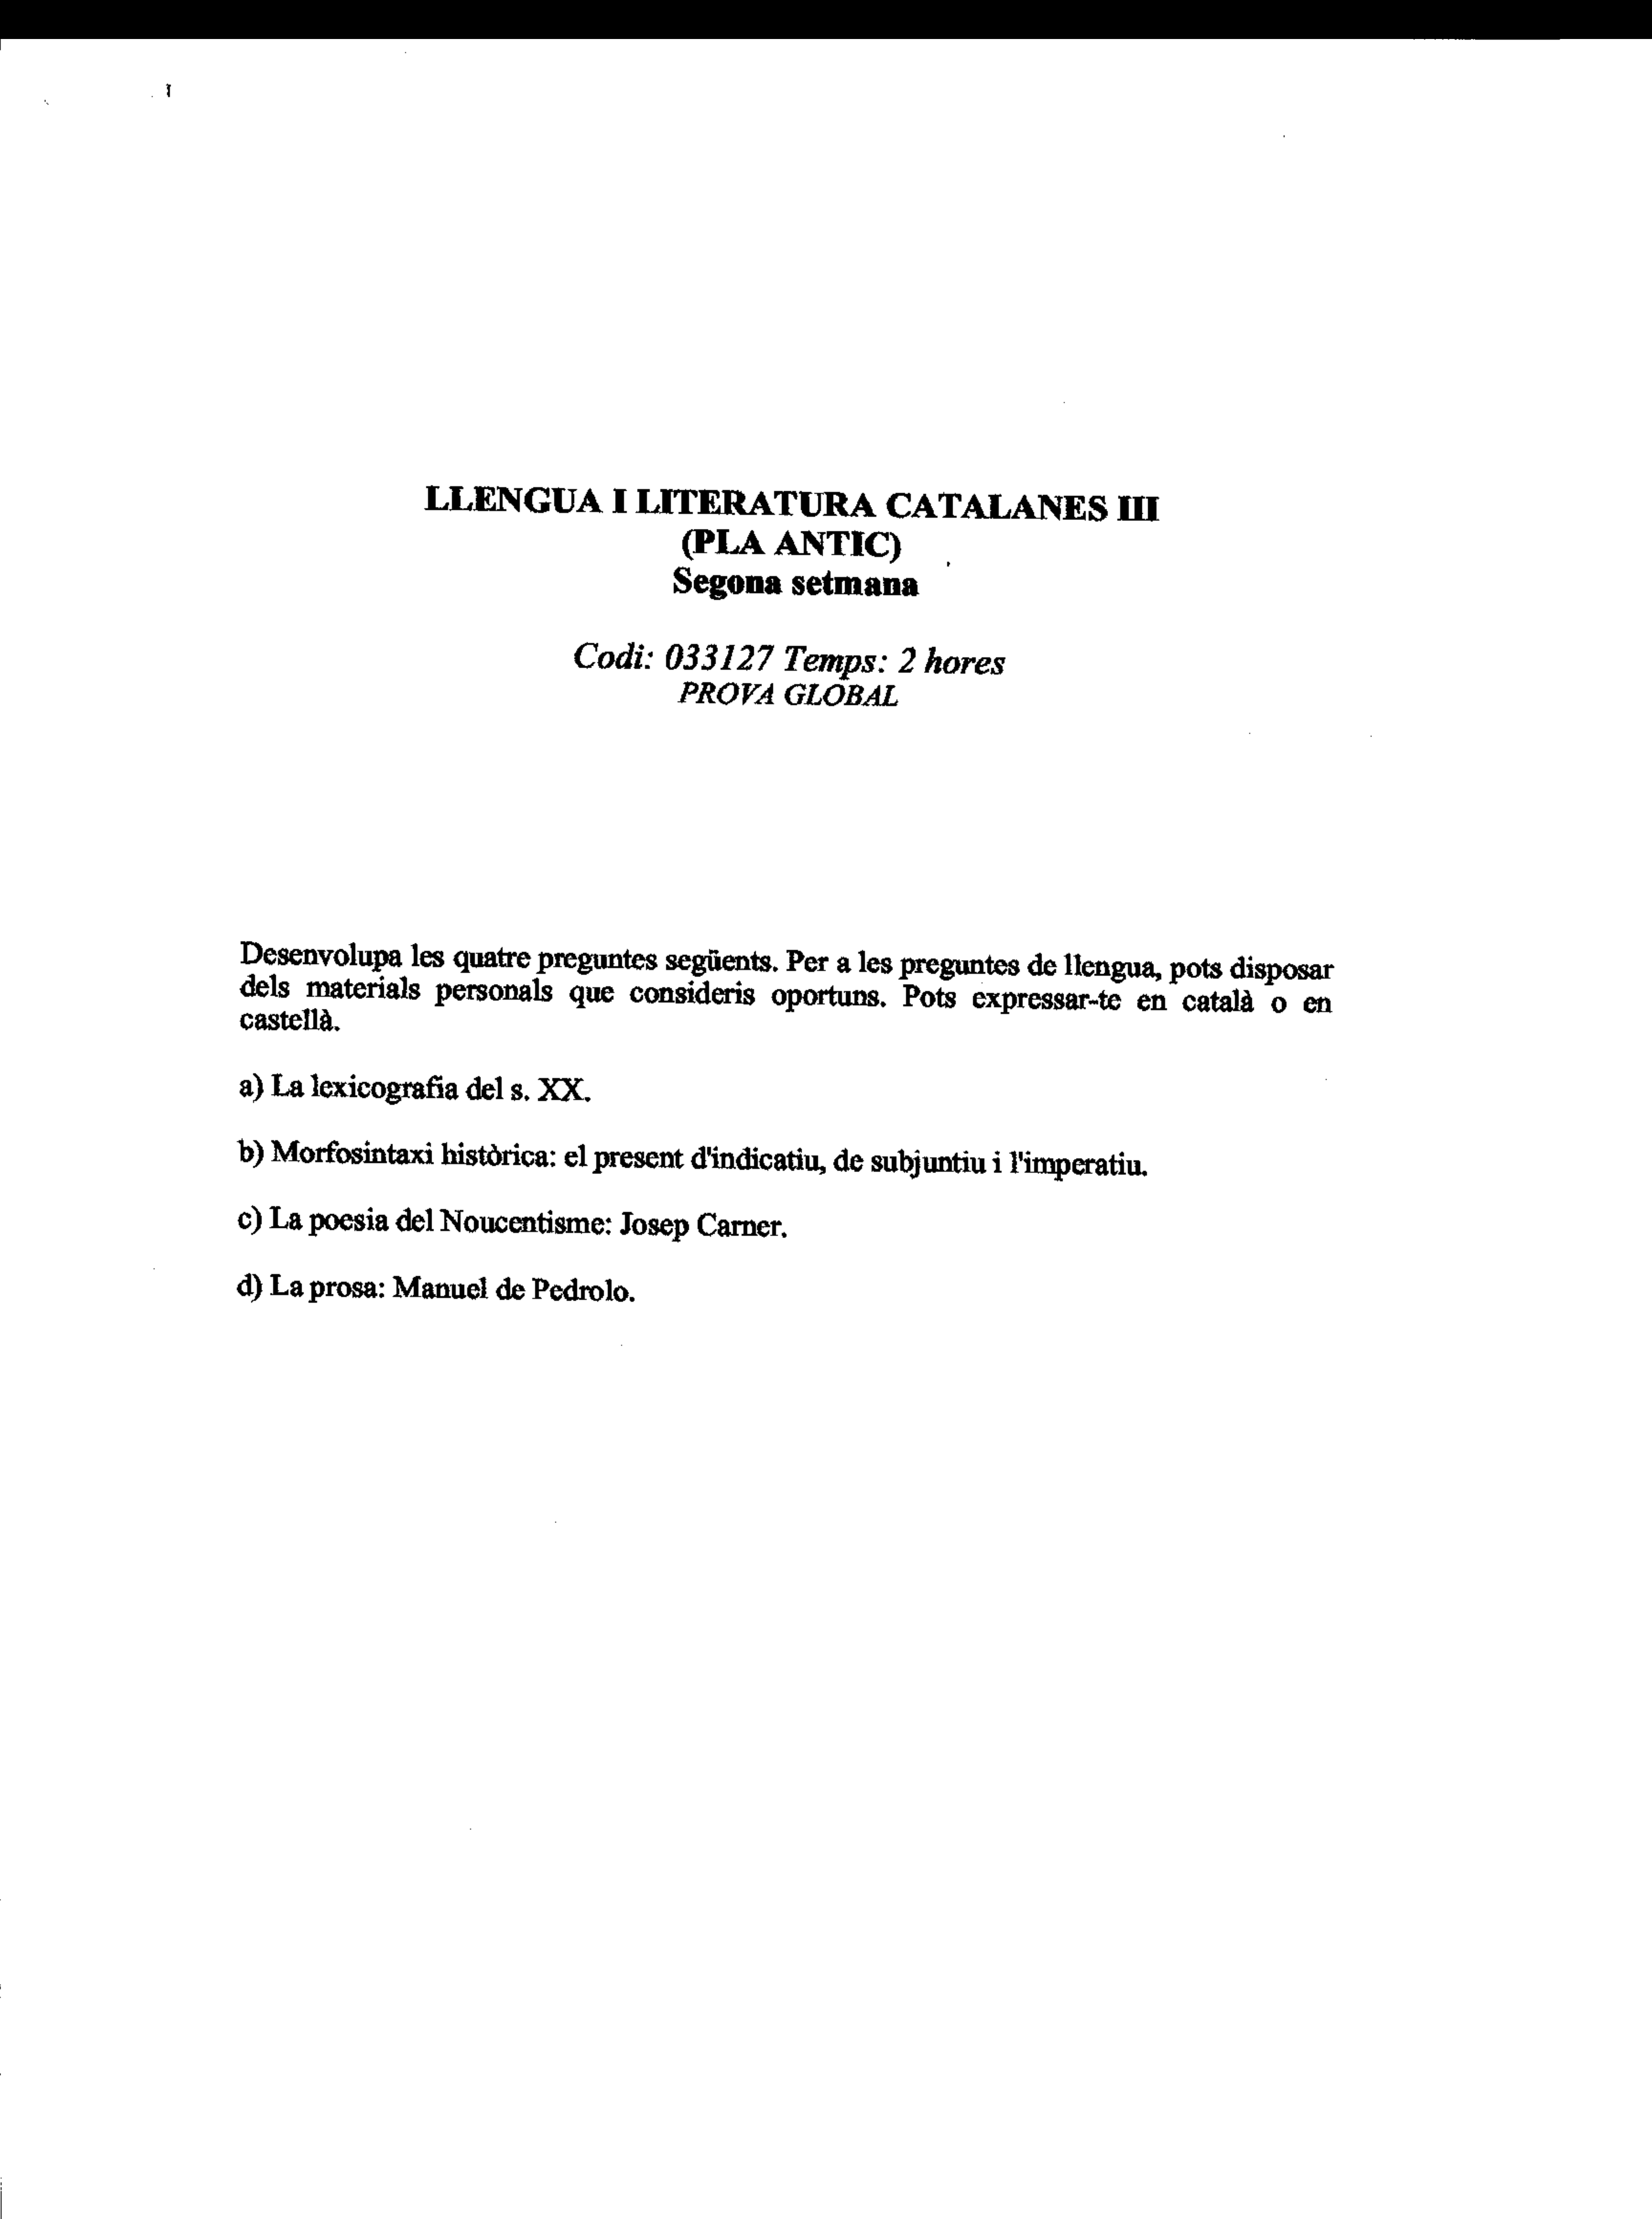 LLENGUA I LITERATURA CATALANES III
(PLA ANTIC)
Segona setmana
Codi: 033127 Temps: 2 hores
PROVA GLOBAL
Desenvolupa les quatre preguntes següents. Per a les preguntes de llengua, pots disposar
dels materials personals que consideris oportuns. Pots expressar-te en català o en
castellà.
a) La lexicografia del s. XX.
b) Morfosintaxi històrica: el present d'indicatiu, de subjuntiu i l'imperatiu.
c) La poesia del Noucentisme: Josep Carner.
d) La prosa: Manuel de Pedrolo.